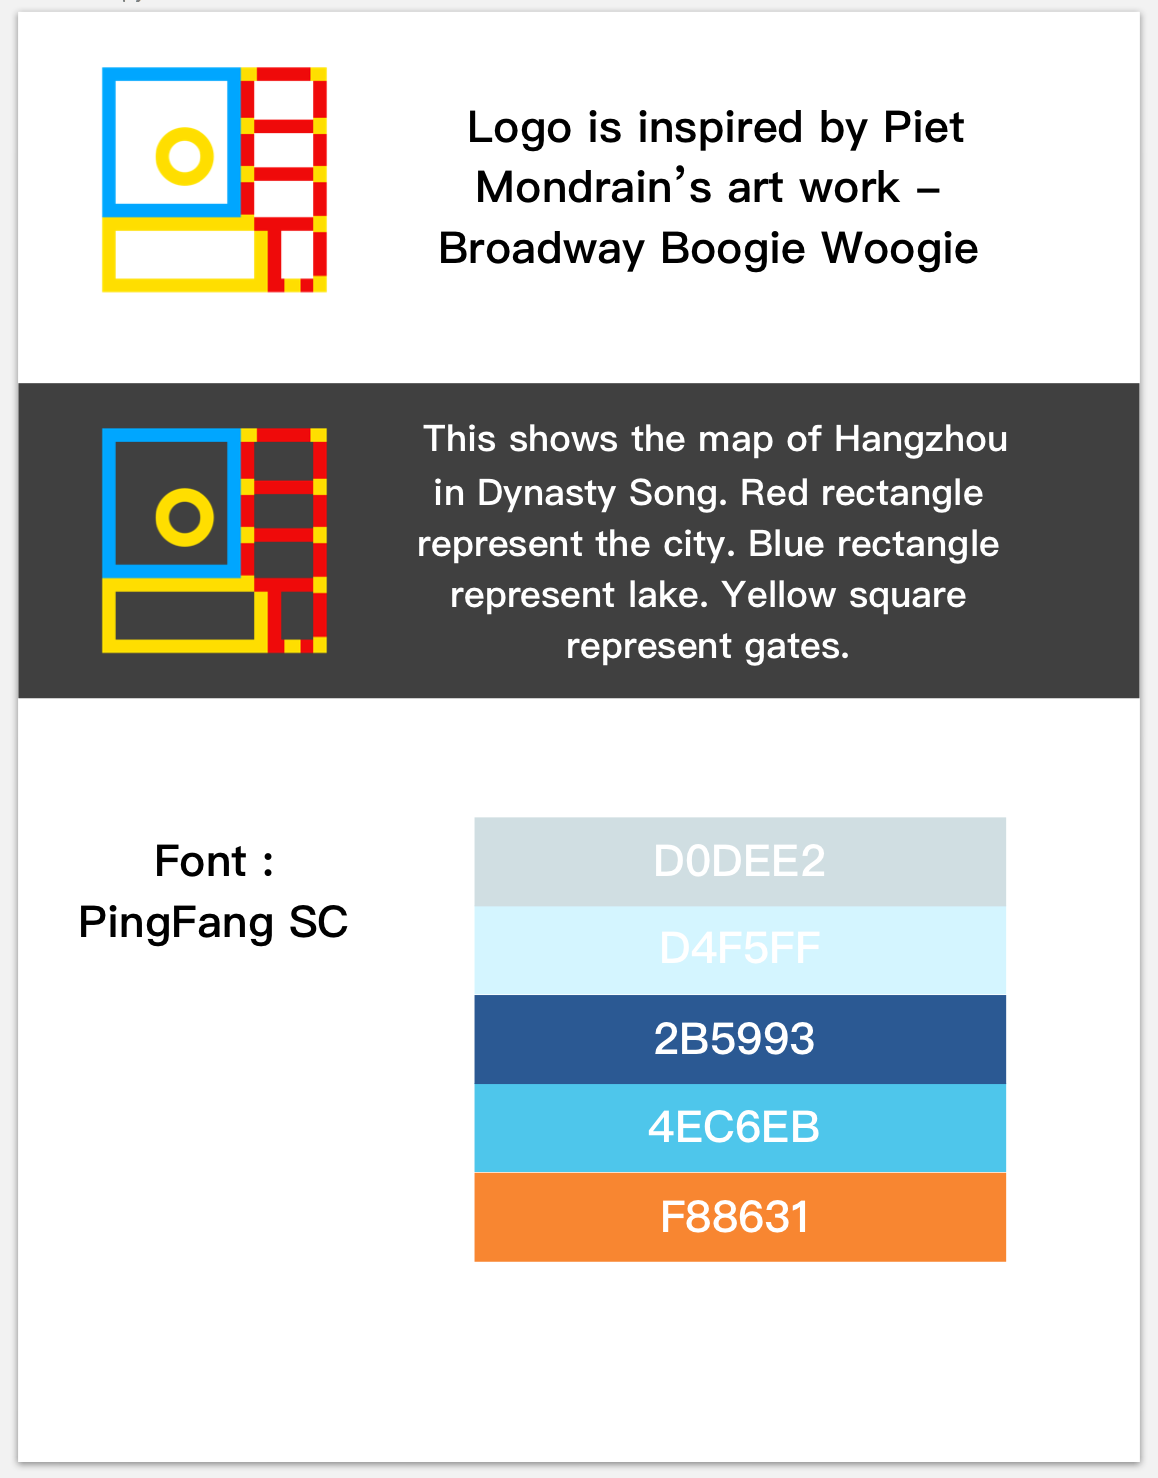 Logo is inspired by Piet
Mondrain’s art work –
Broadway Boogie Woogie
This shows the map of Hangzhou
in Dynasty Song. Red rectangle
represent the city. Blue rectangle
represent lake. Yellow square
represent gates.
Font :
PingFang SC
D0DEE2
D4F5FF
2B5993
4EC6EB
F88631